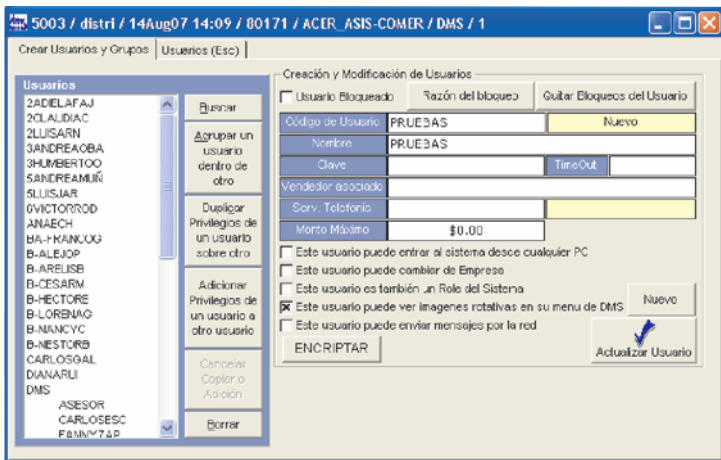 5003 / distri / 14Aug07 14:09 / 80171 / ACER_ASIS-COMER / DMS / 1
Crear Usuarios y Grupos
Usuarios (Esc)
Usuarios
2ADIELAFAJ
2CLAUDIAC
2LUISARN
3ANDREAOBA
3HUMBERTOO
5ANDREAMUÑ
5LUISJAR
6VICTORROD
ANAECH
BA-FRANCOG
B-ALEJOP
B-ARELISB
B-CESARM
B-HECTORE
B-LORENAG
B-NANCYC
B-NESTORB
CARLOSGAL
DIANARUI
DMS
ASESOR
CARLOSESC
FANNYZAP
Buscar
Agrupar un
usuario
dentro de
otro
Dupligar
Privilegios de
un usuario
sobre otro
Adicionar
Privilegios de
un usuario a
otro usuario
Cancelar
Copier o
Adición
Borrar
Creación y Modificación de Usuarios
Usuario Bloqueado
Razón del bloqueo
Quitar Bloqueos del Usuario
Código de Usuario PRUEBAS Nuevo
Nombre PRUEBAS
Clave TimeOut
Vendedor asociado
Serv. Telefonía
Monto Máximo $0.00
Este usuario puede entrar al sistema desde cualquier PC
Este usuario puede cambiar de Empresa
Este usuario es también un Role del Sistema
Este usuario puede ver imagenes rotativas en su menu de DMS
Este usuario puede enviar mensajes por la red
Nuevo
ENCRIPTAR
Actualizar Usuario